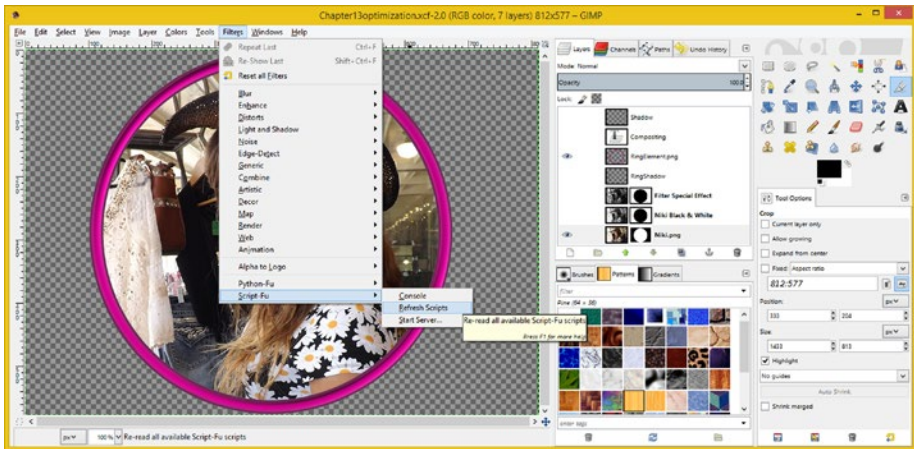 Chapter13optimization.xcf-2.0 (RGB color, 7 layers) 812x577 – GIMP
File Edit Select View Image Layer Colors Tools Filters Windows Help
Repeat Last Ctrl+F
Re-Show Last Shift+Ctrl+F
Reset all Filters
Blur
Enhance
Distorts
Light and Shadow
Noise
Edge-Detect
Generic
Combine
Artistic
Decor
Map
Render
Web
Animation
Alpha to Logo
Python-Fu
Script-Fu
Console
Refresh Scripts
Start Server...
Re-read all available Script-Fu scripts
Press F1 for more help
px 100 % Re-read all available Script-Fu scripts
Layers Channels Paths Undo History
Mode: Normal
Opacity 100.0
Lock:
Shadow
Compositing
RingElement.png
RingShadow
Filter Special Effect
Niki Black & White
Niki.png
Brushes Patterns Gradients
filter
Pine (64 × 56)
enter tags
Tool Options
Crop
Current layer only
Allow growing
Expand from center
Fixed: Aspect ratio
812:577
Position: px
333 204
Size: px
1403 813
Highlight
No guides
Auto Shrink
Shrink merged